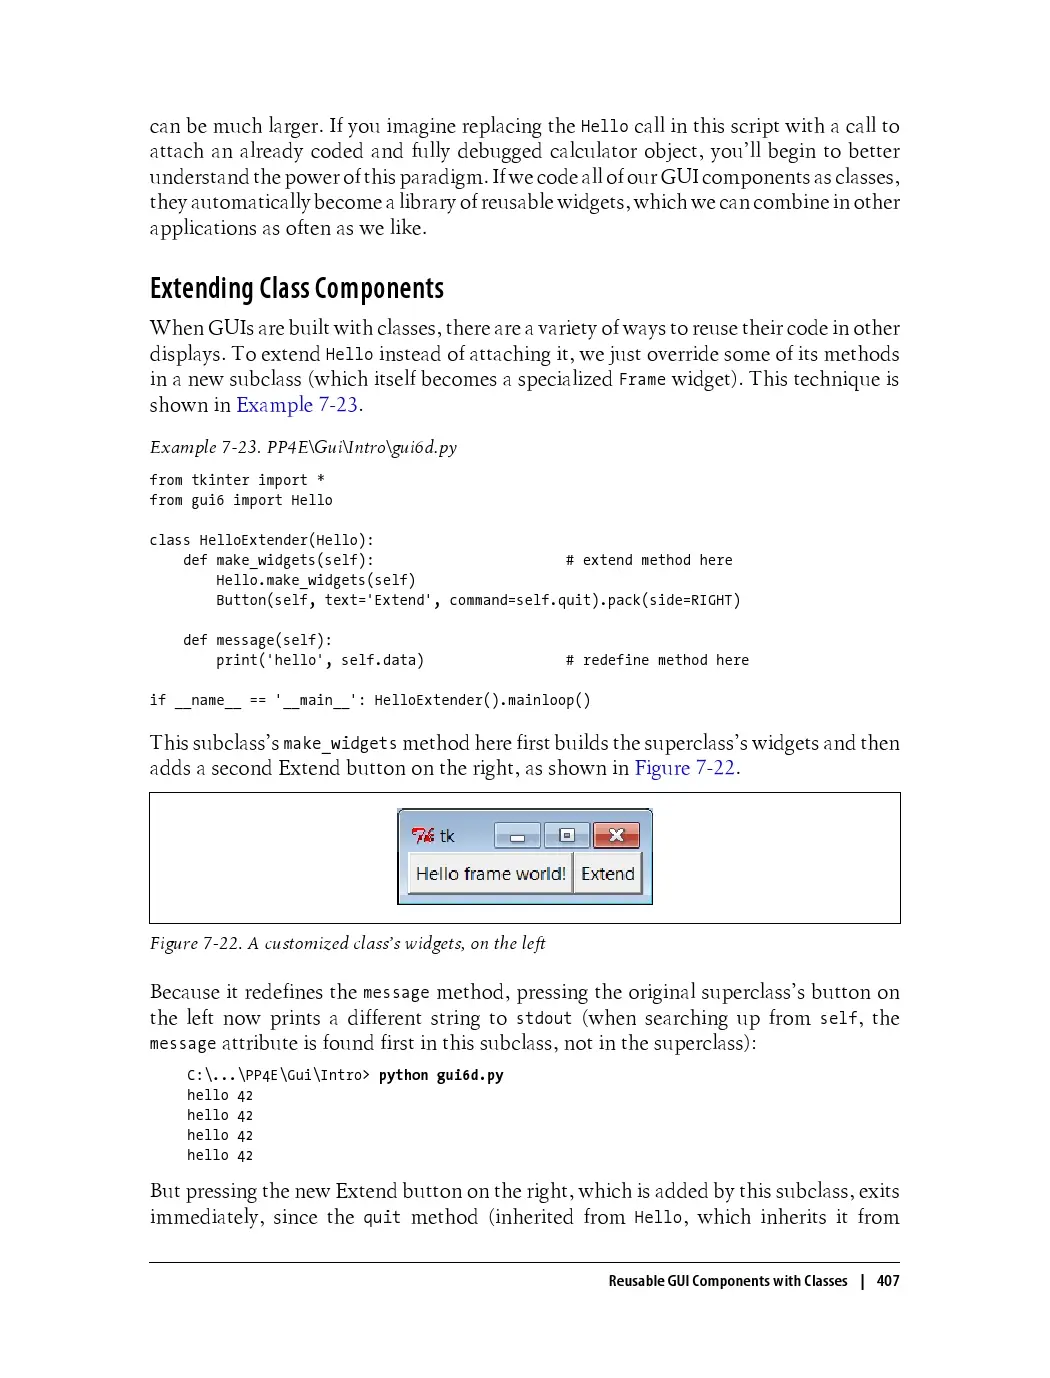 can be much larger. If you imagine replacing the Hello call in this script with a call to
attach an already coded and fully debugged calculator object, you’ll begin to better
understand the power of this paradigm. If we code all of our GUI components as classes,
they automatically become a library of reusable widgets, which we can combine in other
applications as often as we like.
Extending Class Components
When GUIs are built with classes, there are a variety of ways to reuse their code in other
displays. To extend Hello instead of attaching it, we just override some of its methods
in a new subclass (which itself becomes a specialized Frame widget). This technique is
shown in Example 7-23.
Example 7-23. PP4E\Gui\Intro\gui6d.py
from tkinter import *
from gui6 import Hello
class HelloExtender(Hello):
    def make_widgets(self):                       # extend method here
        Hello.make_widgets(self)
        Button(self, text='Extend', command=self.quit).pack(side=RIGHT)
    def message(self):
        print('hello', self.data)                 # redefine method here
if __name__ == '__main__': HelloExtender().mainloop()
This subclass’s make_widgets method here first builds the superclass’s widgets and then
adds a second Extend button on the right, as shown in Figure 7-22.
tk
Hello frame world! Extend
Figure 7-22. A customized class’s widgets, on the left
Because it redefines the message method, pressing the original superclass’s button on
the left now prints a different string to stdout (when searching up from self, the
message attribute is found first in this subclass, not in the superclass):
C:\...\PP4E\Gui\Intro> python gui6d.py
hello 42
hello 42
hello 42
hello 42
But pressing the new Extend button on the right, which is added by this subclass, exits
immediately, since the quit method (inherited from Hello, which inherits it from
Reusable GUI Components with Classes | 407